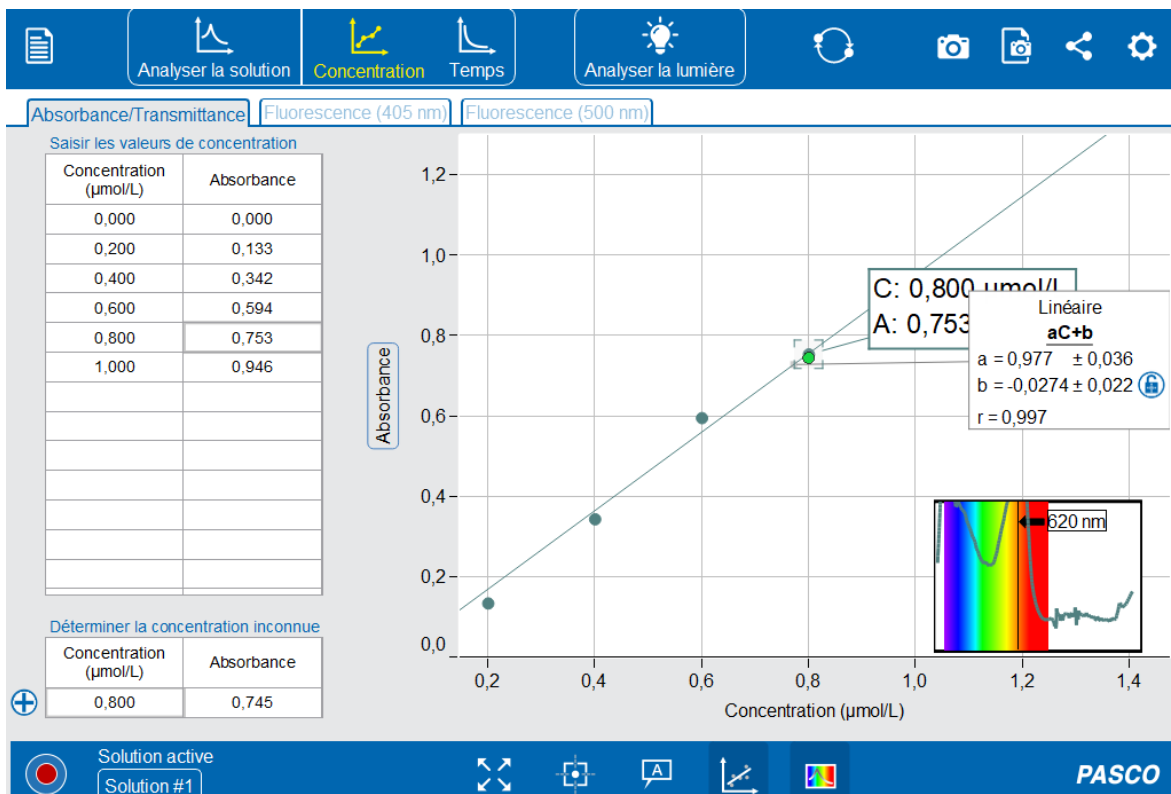 Analyser la solution
Concentration
Temps
Analyser la lumière
Absorbance/Transmittance
Fluorescence (405 nm)
Fluorescence (500 nm)
Saisir les valeurs de concentration
Concentration (µmol/L) Absorbance
0,000 0,000
0,200 0,133
0,400 0,342
0,600 0,594
0,800 0,753
1,000 0,946
Déterminer la concentration inconnue
Concentration (µmol/L) Absorbance
0,800 0,745
Absorbance
1,2
1,0
0,8
0,6
0,4
0,2
0,0
0,2 0,4 0,6 0,8 1,0 1,2 1,4
Concentration (µmol/L)
C: 0,800 µmol/L
A: 0,753
Linéaire
aC+b
a = 0,977 ± 0,036
b = -0,0274 ± 0,022
r = 0,997
620 nm
Solution active
Solution #1
A
PASCO